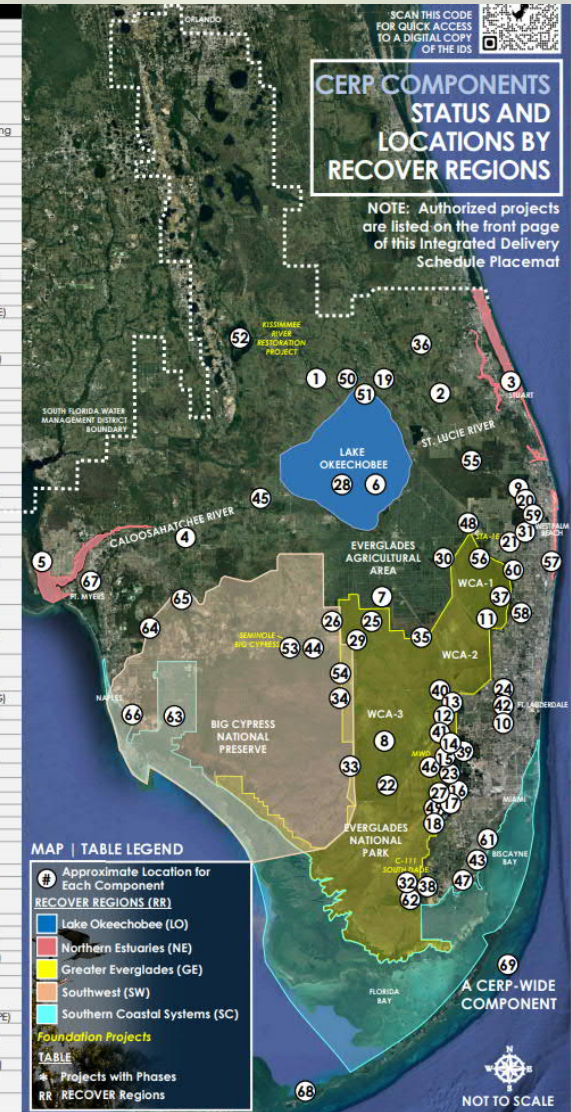 ORLANDO
SCAN THIS CODE
FOR QUICK ACCESS
TO A DIGITAL COPY
OF THE IDS
CERP COMPONENTS
STATUS AND
LOCATIONS BY
RECOVER REGIONS
NOTE: Authorized projects
are listed on the front page
of this Integrated Delivery
Schedule Placemat
52
KISSIMMEE
RIVER
RESTORATION
PROJECT
36
1
50
19
51
2
3
STUART
SOUTH FLORIDA WATER
MANAGEMENT DISTRICT
BOUNDARY
ST. LUCIE RIVER
LAKE
OKEECHOBEE
55
28
6
45
9
20
CALOOSAHATCHEE RIVER
48
59
WEST PALM
BEACH
4
STA-1E
31
21
EVERGLADES
AGRICULTURAL
AREA
5
30
56
57
60
67
FT. MYERS
WCA-1
65
7
37
11
58
64
26
25
SEMINOLE
BIG CYPRESS
53
44
29
35
WCA-2
54
34
40
24
NAPLES
66
63
BIG CYPRESS
NATIONAL
PRESERVE
WCA-3
13
42
FT. LAUDERDALE
12
10
8
41
14
39
MWD
15
33
46
23
22
27
16
MIAMI
49
17
EVERGLADES
NATIONAL
PARK
18
61
BISCAYNE
BAY
43
C-111
SOUTH DADE
32
38
47
62
MAP | TABLE LEGEND
# Approximate Location for
Each Component
RECOVER REGIONS (RR)
Lake Okeechobee (LO)
Northern Estuaries (NE)
Greater Everglades (GE)
Southwest (SW)
Southern Coastal Systems (SC)
Foundation Projects
TABLE
* Projects with Phases
RR RECOVER Regions
FLORIDA
BAY
69
A CERP-WIDE
COMPONENT
68
N
W E
S
NOT TO SCALE